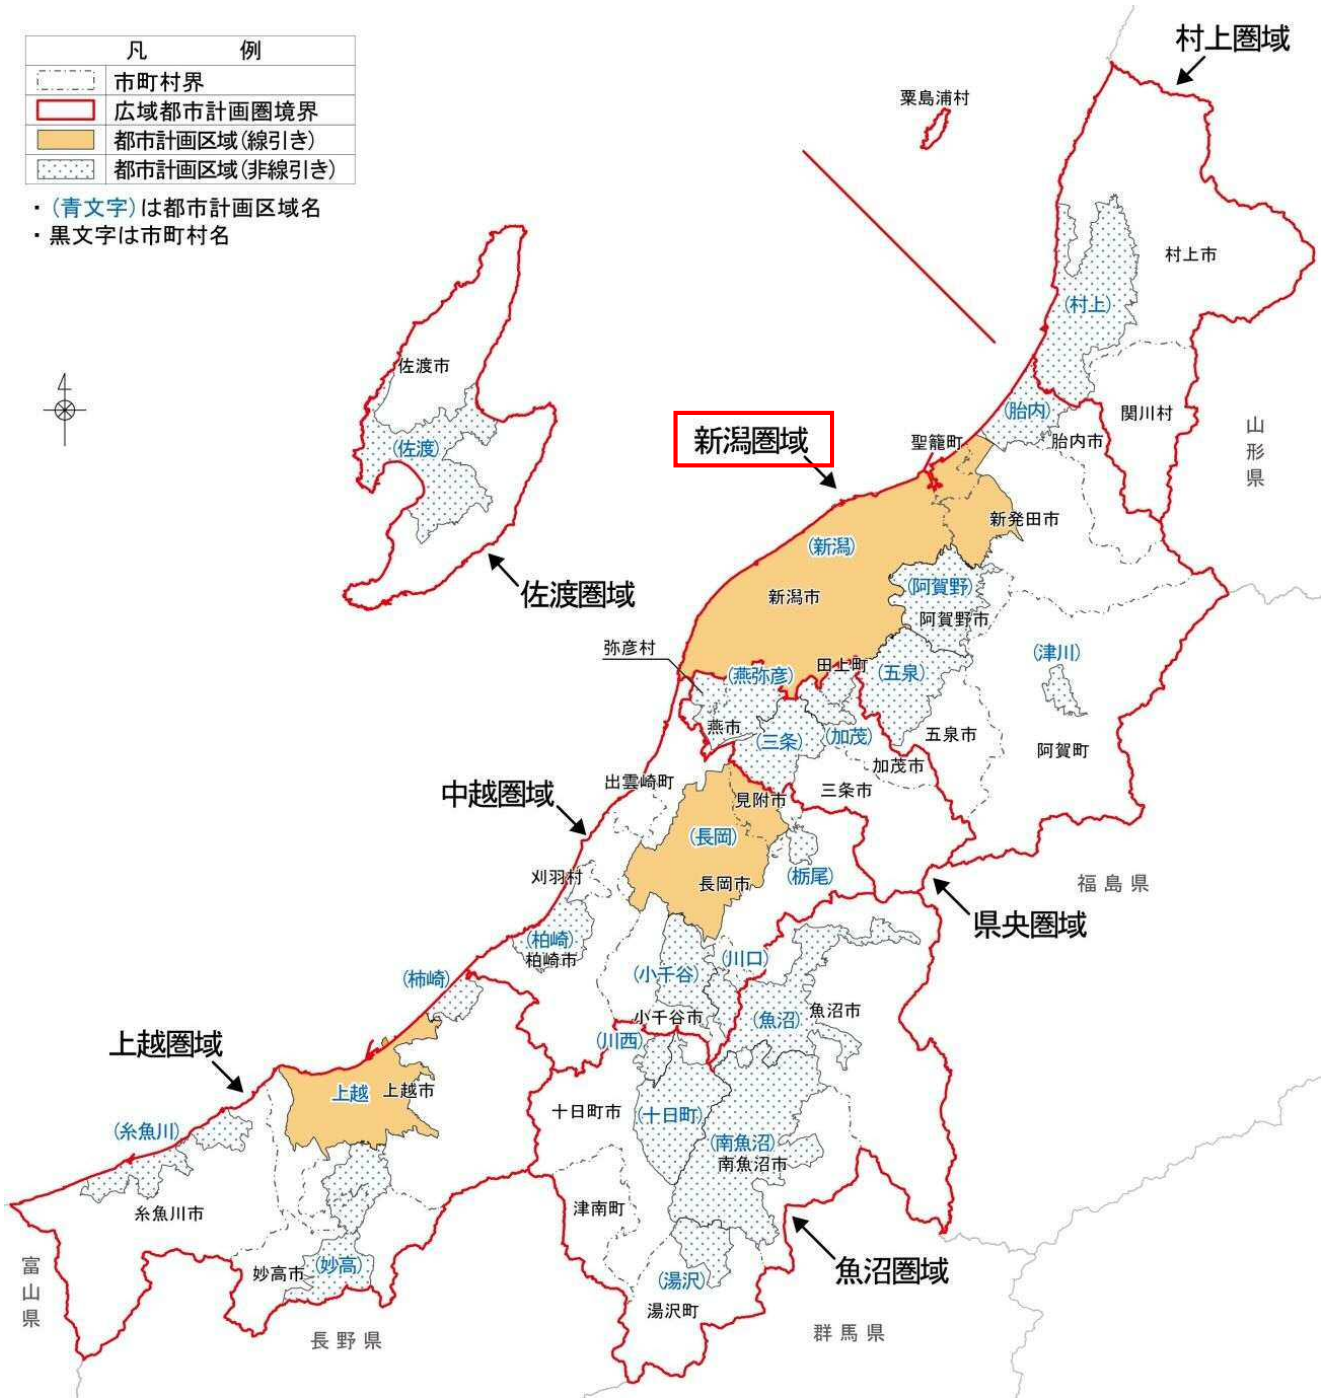 凡 例
市町村界
広域都市計画圏境界
都市計画区域(線引き)
都市計画区域(非線引き)
・(青文字)は都市計画区域名
・黒文字は市町村名
村上圏域
粟島浦村
村上市
(村上)
関川村
(胎内)
胎内市
山形県
佐渡市
(佐渡)
佐渡圏域
新潟圏域
聖籠町
新発田市
(新潟)
新潟市
(阿賀野)
阿賀野市
弥彦村
(燕弥彦)
田上町
(五泉)
(津川)
燕市
(三条)
(加茂)
五泉市
阿賀町
加茂市
三条市
出雲崎町
中越圏域
見附市
(長岡)
長岡市
(栃尾)
刈羽村
福島県
県央圏域
(柏崎)
柏崎市
(柿崎)
(小千谷)
(川口)
小千谷市
(魚沼)
魚沼市
(川西)
上越圏域
上越
上越市
十日町市
(十日町)
(南魚沼)
南魚沼市
(糸魚川)
糸魚川市
津南町
富山県
妙高市
(妙高)
(湯沢)
湯沢町
魚沼圏域
長野県
群馬県